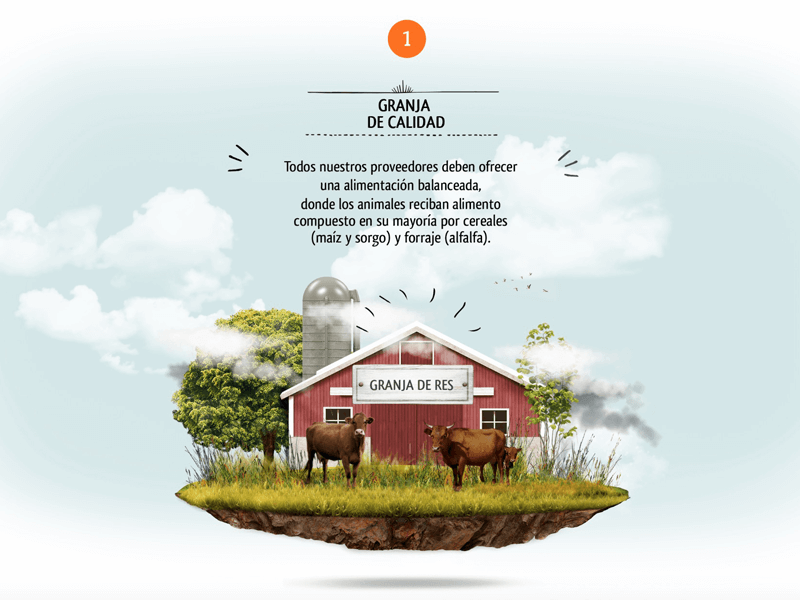 1
GRANJA
DE CALIDAD
Todos nuestros proveedores deben ofrecer
una alimentación balanceada,
donde los animales reciban alimento
compuesto en su mayoría por cereales
(maíz y sorgo) y forraje (alfalfa).
GRANJA DE RES